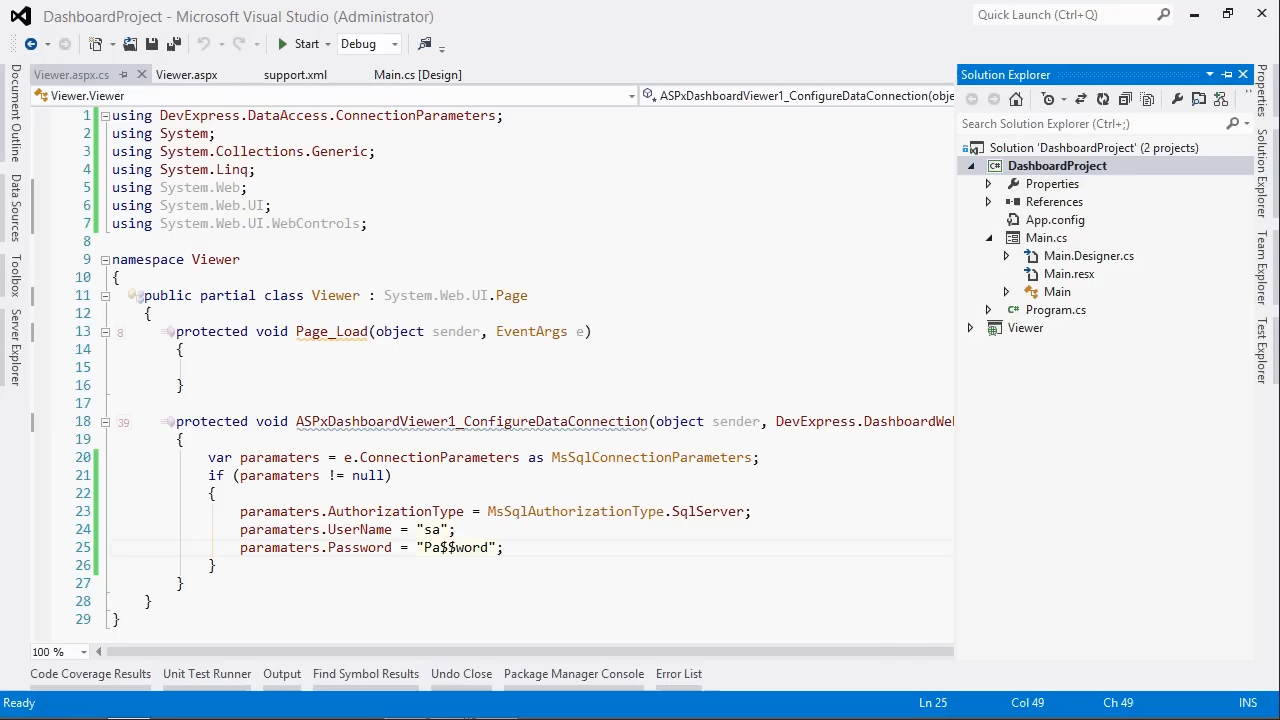 DashboardProject - Microsoft Visual Studio (Administrator)
Quick Launch (Ctrl+Q)
Start
Debug
Viewer.aspx.cs
Viewer.aspx
support.xml
Main.cs [Design]
Viewer.Viewer
ASPxDashboardViewer1_ConfigureDataConnection(obje
1 using DevExpress.DataAccess.ConnectionParameters;
2 using System;
3 using System.Collections.Generic;
4 using System.Linq;
5 using System.Web;
6 using System.Web.UI;
7 using System.Web.UI.WebControls;
8
9 namespace Viewer
10 {
11 public partial class Viewer : System.Web.UI.Page
12 {
13 8 protected void Page_Load(object sender, EventArgs e)
14 {
15
16 }
17
18 39 protected void ASPxDashboardViewer1_ConfigureDataConnection(object sender, DevExpress.DashboardWeb
19 {
20 var paramaters = e.ConnectionParameters as MsSqlConnectionParameters;
21 if (paramaters != null)
22 {
23 paramaters.AuthorizationType = MsSqlAuthorizationType.SqlServer;
24 paramaters.UserName = "sa";
25 paramaters.Password = "Pa$$word";
26 }
27 }
28 }
29 }
100 %
Solution Explorer
Search Solution Explorer (Ctrl+;)
Solution 'DashboardProject' (2 projects)
DashboardProject
Properties
References
App.config
Main.cs
Main.Designer.cs
Main.resx
Main
Program.cs
Viewer
Document Outline
Data Sources
Toolbox
Server Explorer
Properties
Solution Explorer
Team Explorer
Test Explorer
Code Coverage Results
Unit Test Runner
Output
Find Symbol Results
Undo Close
Package Manager Console
Error List
Ready
Ln 25
Col 49
Ch 49
INS